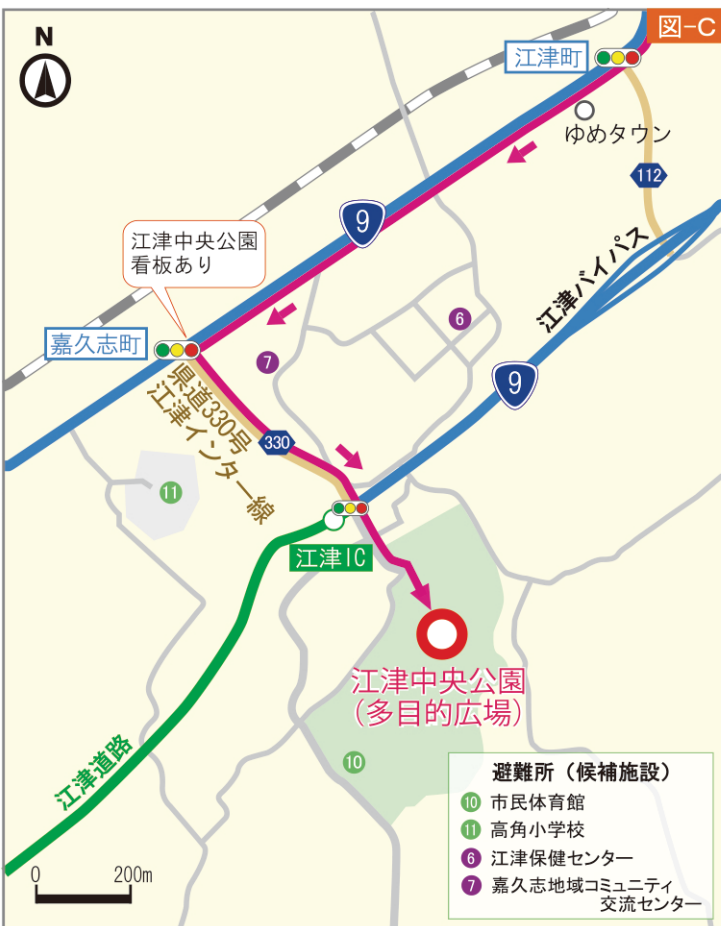 図-C
N
江津町
ゆめタウン
112
9
江津バイパス
江津中央公園
看板あり
6
嘉久志町
7
9
県道330号
江津インター線
330
11
江津IC
江津中央公園
(多目的広場)
10
江津道路
0 200m
避難所（候補施設）
10 市民体育館
11 高角小学校
6 江津保健センター
7 嘉久志地域コミュニティ
交流センター